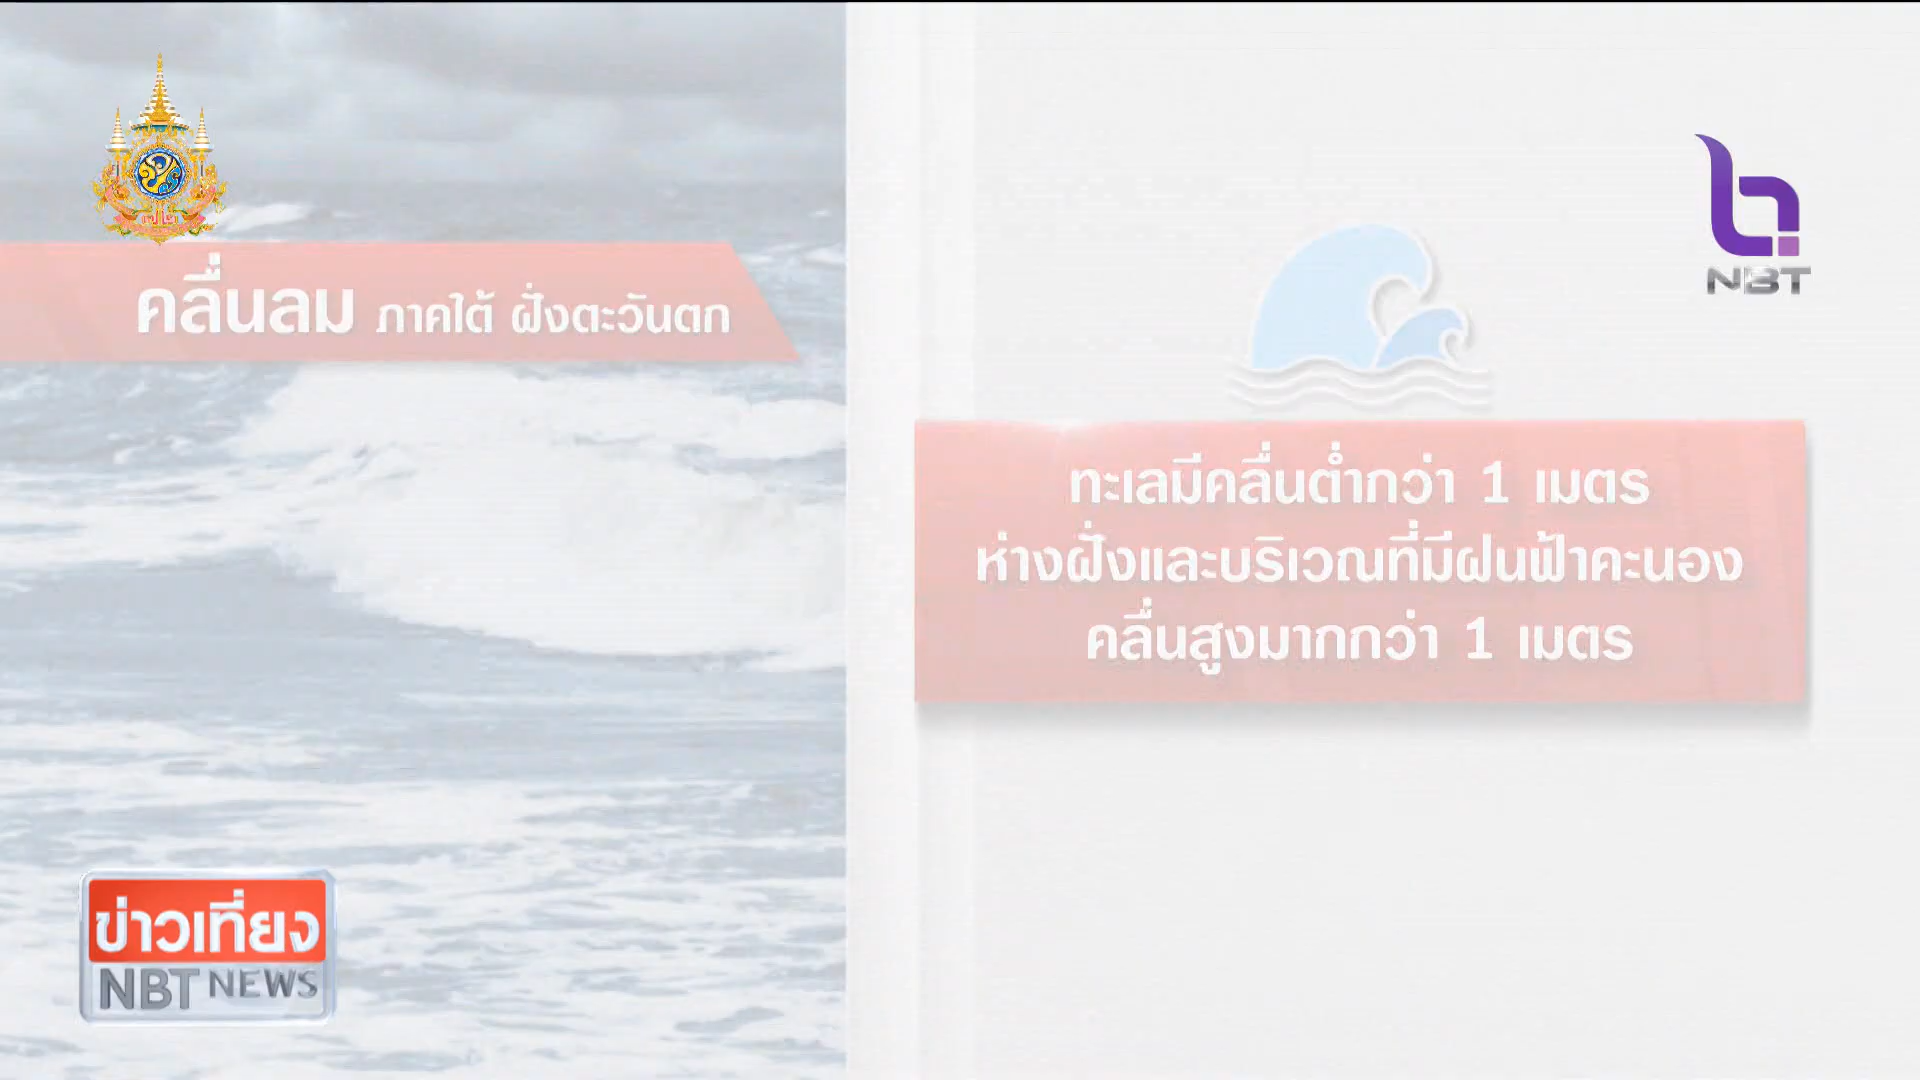 คลื่นลม ภาคใต้ ฝั่งตะวันตก
NBT
ทะเลมีคลื่นต่ำกว่า 1 เมตร
ห่างฝั่งและบริเวณที่มีฝนฟ้าคะนอง
คลื่นสูงมากกว่า 1 เมตร
ข่าวเที่ยง
NBT NEWS